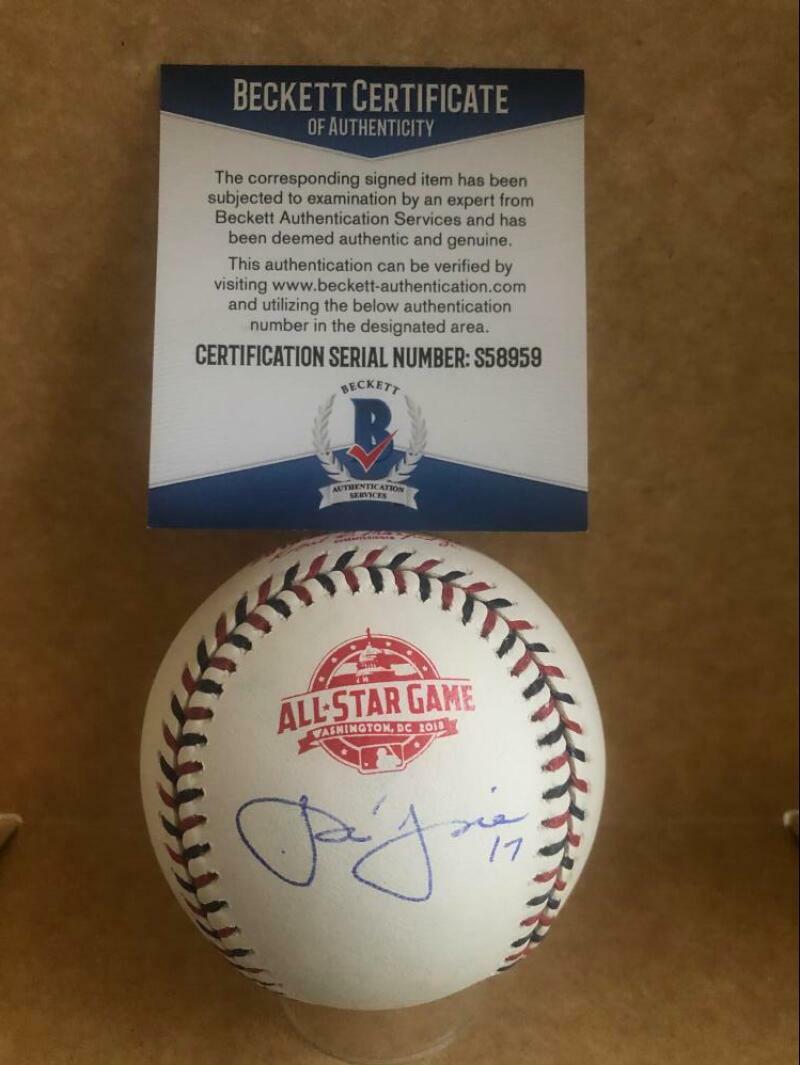 BECKETT CERTIFICATE
OF AUTHENTICITY
The corresponding signed item has been
subjected to examination by an expert from
Beckett Authentication Services and has
been deemed authentic and genuine.
This authentication can be verified by
visiting www.beckett-authentication.com
and utilizing the below authentication
number in the designated area.
CERTIFICATION SERIAL NUMBER: S58959
BECKETT
B
AUTHENTICATION
SERVICES
ALL★STAR GAME
WASHINGTON, DC 2018
17